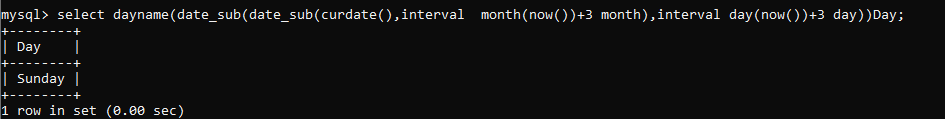 mysql> select dayname(date_sub(date_sub(curdate(),interval  month(now())+3 month),interval day(now())+3 day))Day;
+--------+
| Day    |
+--------+
| Sunday |
+--------+
1 row in set (0.00 sec)